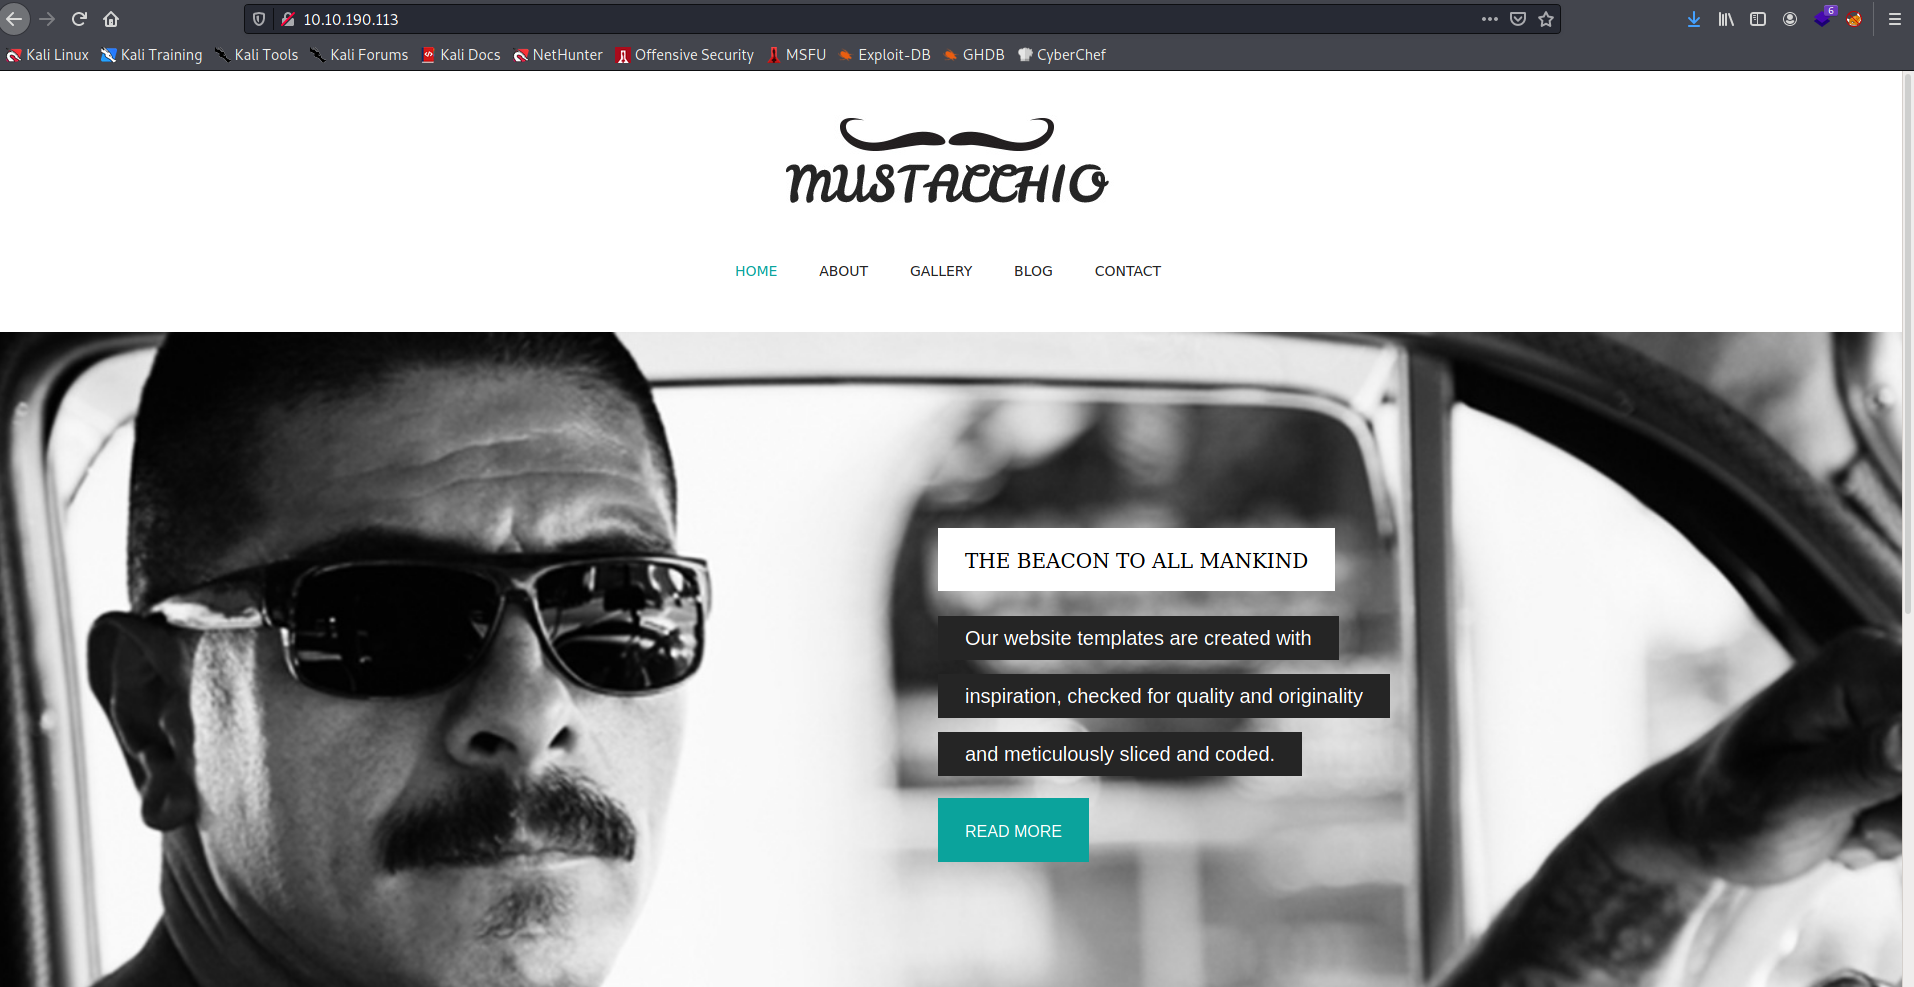 10.10.190.113
6
Kali Linux Kali Training Kali Tools Kali Forums Kali Docs NetHunter Offensive Security MSFU Exploit-DB GHDB CyberChef
MUSTACCHIO
HOME ABOUT GALLERY BLOG CONTACT
THE BEACON TO ALL MANKIND
Our website templates are created with
inspiration, checked for quality and originality
and meticulously sliced and coded.
READ MORE